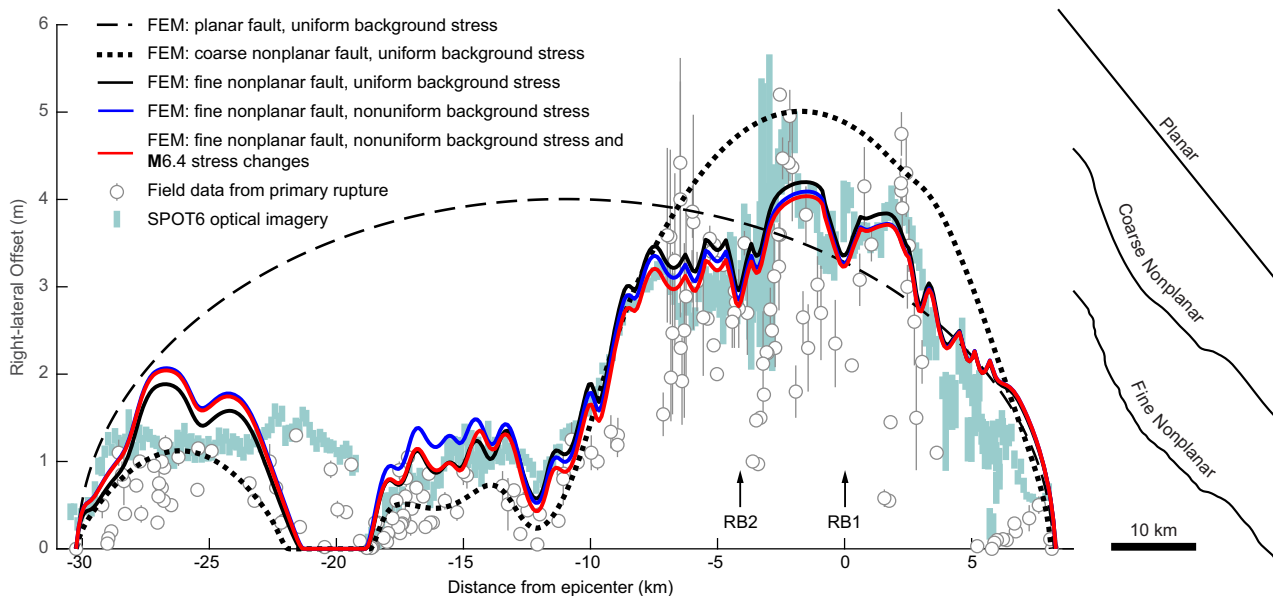 FEM: planar fault, uniform background stress
FEM: coarse nonplanar fault, uniform background stress
FEM: fine nonplanar fault, uniform background stress
FEM: fine nonplanar fault, nonuniform background stress
FEM: fine nonplanar fault, nonuniform background stress and
M6.4 stress changes
Field data from primary rupture
SPOT6 optical imagery
Right-lateral Offset (m)
6
5
4
3
2
1
0
-30
-25
-20
-15
-10
-5
0
5
Distance from epicenter (km)
RB2
RB1
Planar
Coarse Nonplanar
Fine Nonplanar
10 km